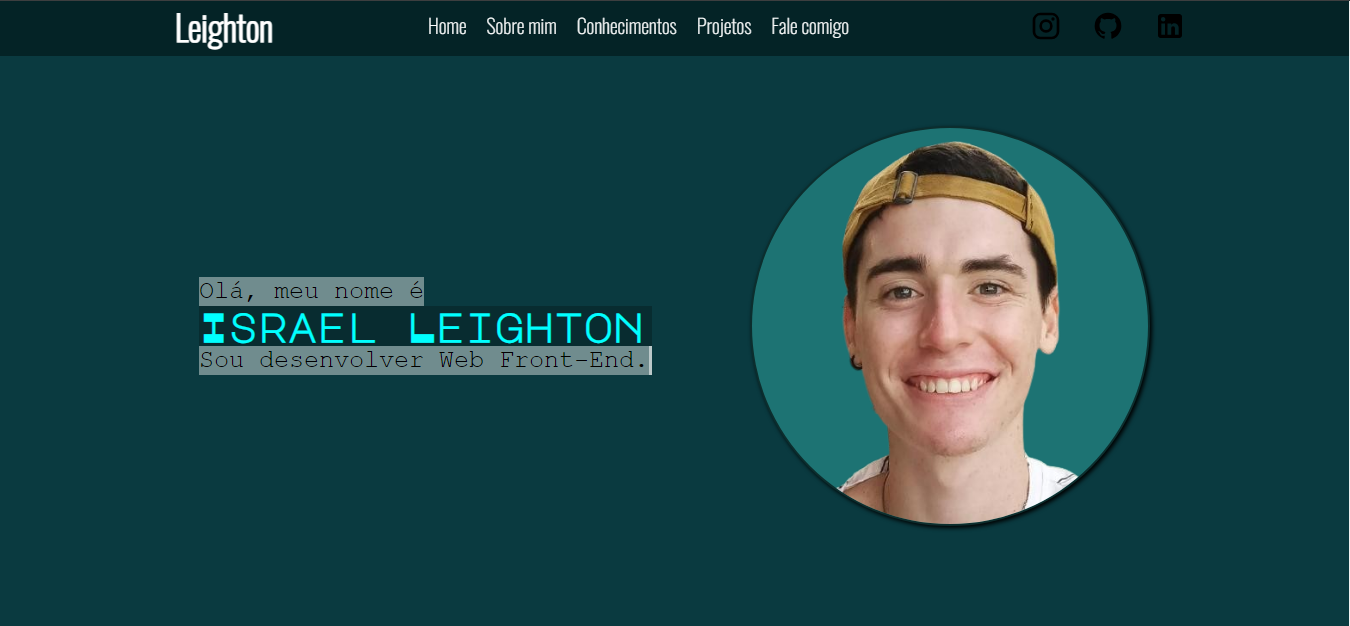 Leighton
Home Sobre mim Conhecimentos Projetos Fale comigo
Olá, meu nome é
Israel Leighton
Sou desenvolver Web Front-End.